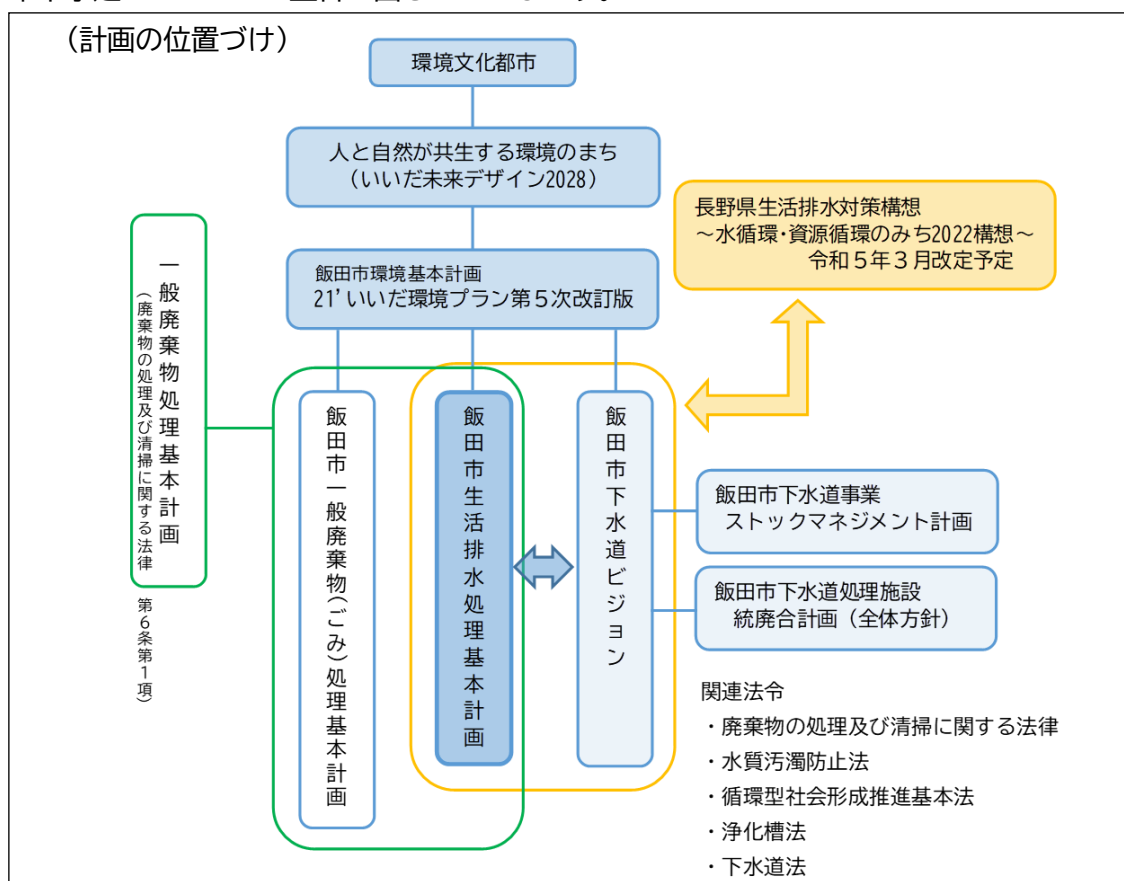 (計画の位置づけ)
環境文化都市
人と自然が共生する環境のまち
(いいだ未来デザイン2028)
長野県生活排水対策構想
~水循環・資源循環のみち2022構想~
令和5年3月改定予定
飯田市環境基本計画
21’いいだ環境プラン第5次改訂版
一般廃棄物処理基本計画
(廃棄物の処理及び清掃に関する法律 第6条第1項)
飯田市一般廃棄物(ごみ)処理基本計画
飯田市生活排水処理基本計画
飯田市下水道ビジョン
飯田市下水道事業
ストックマネジメント計画
飯田市下水道処理施設
統廃合計画(全体方針)
関連法令
・廃棄物の処理及び清掃に関する法律
・水質汚濁防止法
・循環型社会形成推進基本法
・浄化槽法
・下水道法